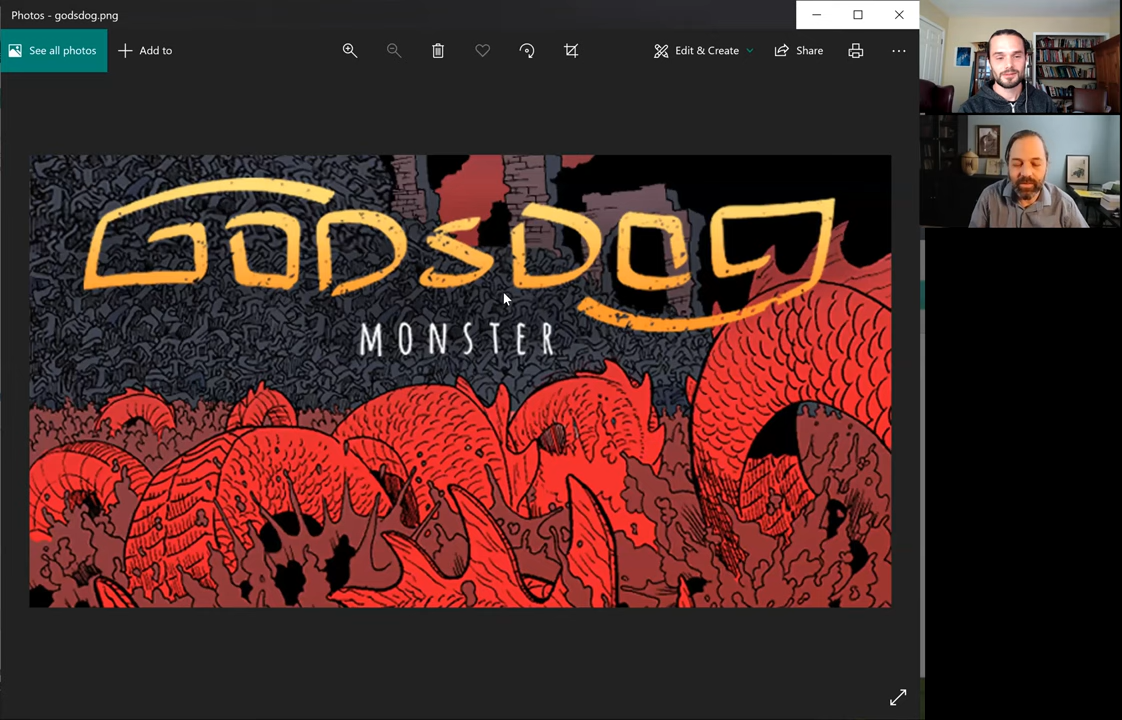 Photos - godsdog.png
See all photos
Add to
Edit & Create
Share
GODSDOG
MONSTER